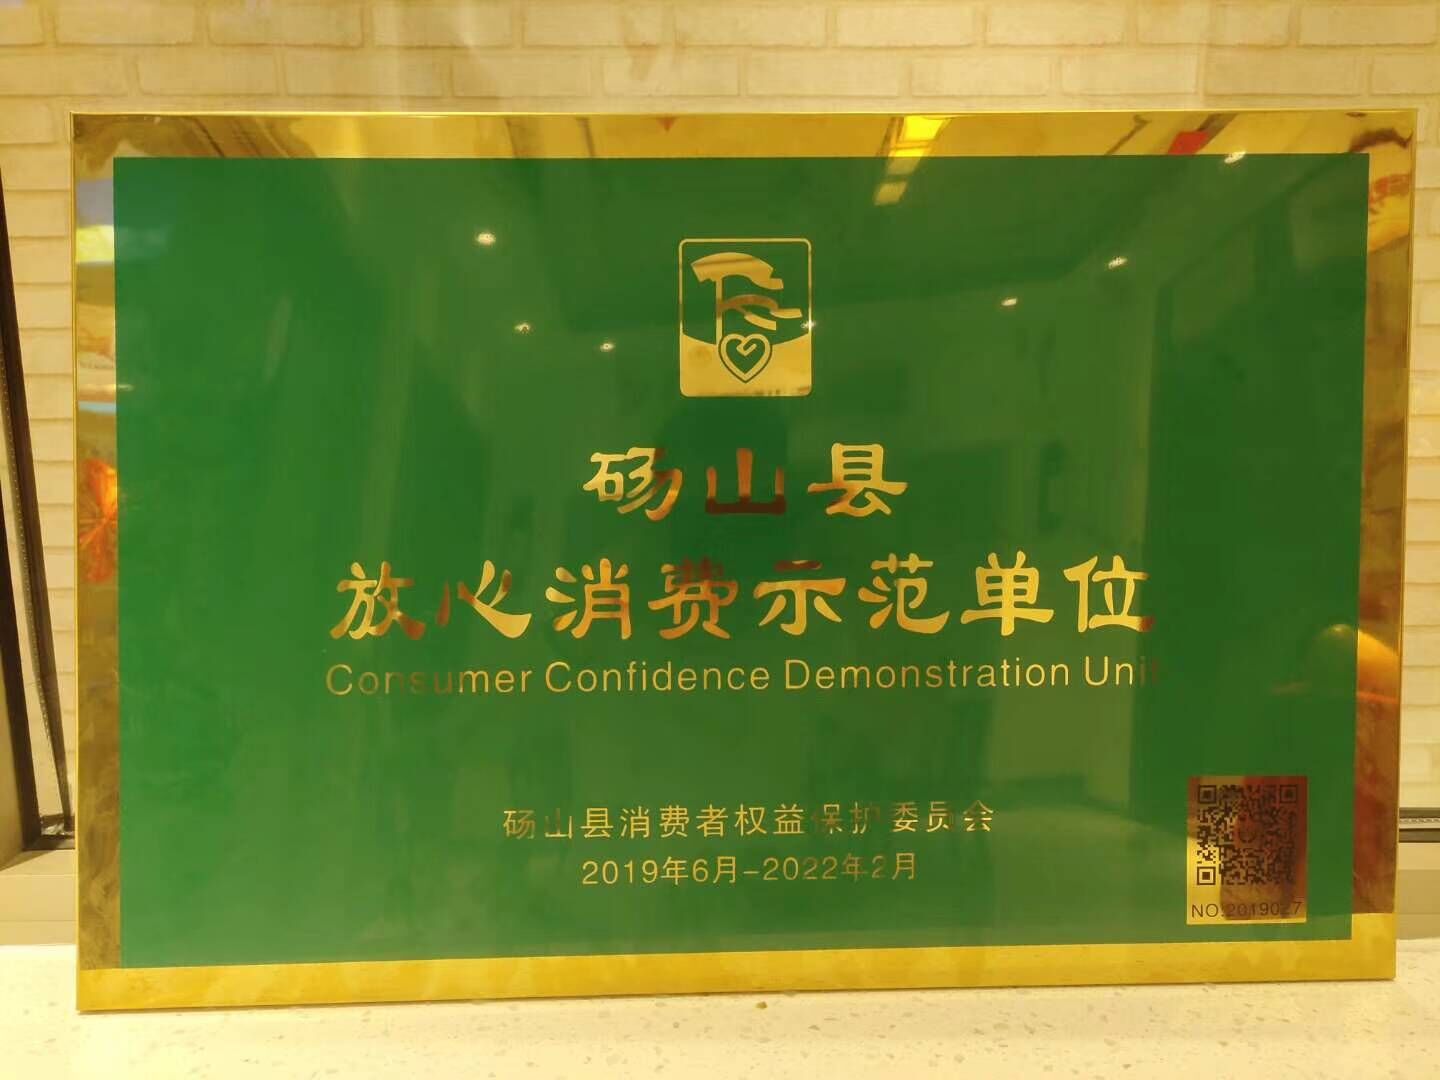 砀山县
放心消费示范单位
Consumer Confidence Demonstration Unit
砀山县消费者权益保护委员会
2019年6月-2022年2月
NO:2019027